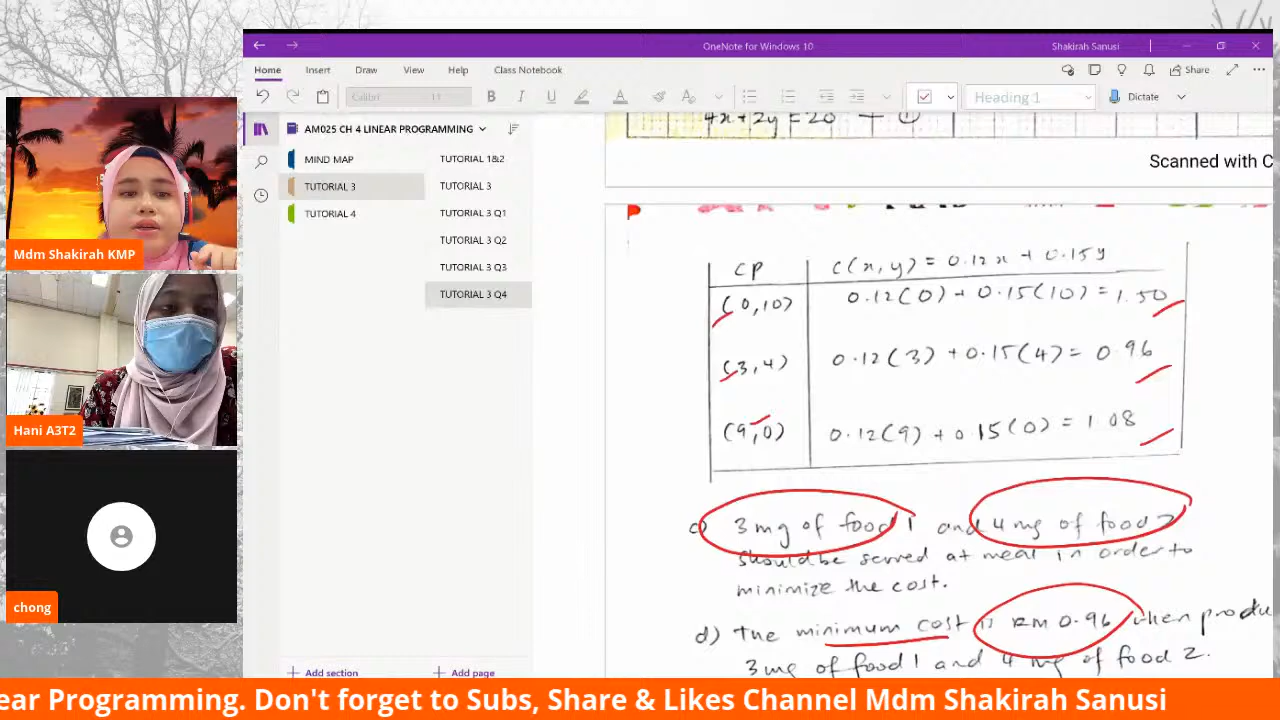 OneNote for Windows 10
Shakirah Sanusi
Home Insert Draw View Help Class Notebook
Share
Calibri 11
B I U A
Heading 1
Dictate
AM025 CH 4 LINEAR PROGRAMMING
MIND MAP
TUTORIAL 3
TUTORIAL 4
TUTORIAL 1&2
TUTORIAL 3
TUTORIAL 3 Q1
TUTORIAL 3 Q2
TUTORIAL 3 Q3
TUTORIAL 3 Q4
Add section
Add page
Mdm Shakirah KMP
Hani A3T2
chong
4x+2y=20 — ①
Scanned with C
CP C(x,y) = 0.12x + 0.15y
(0,10) 0.12(0) + 0.15(10) = 1.50
(3,4) 0.12(3) + 0.15(4) = 0.96
(9,0) 0.12(9) + 0.15(0) = 1.08
c) 3mg of food 1 and 4 mg of food 2
should be served at meal in order to
minimize the cost.
d) the minimum cost is RM 0.96 when produ
3mg of food 1 and 4 mg of food 2.
ear Programming. Don't forget to Subs, Share & Likes Channel Mdm Shakirah Sanusi